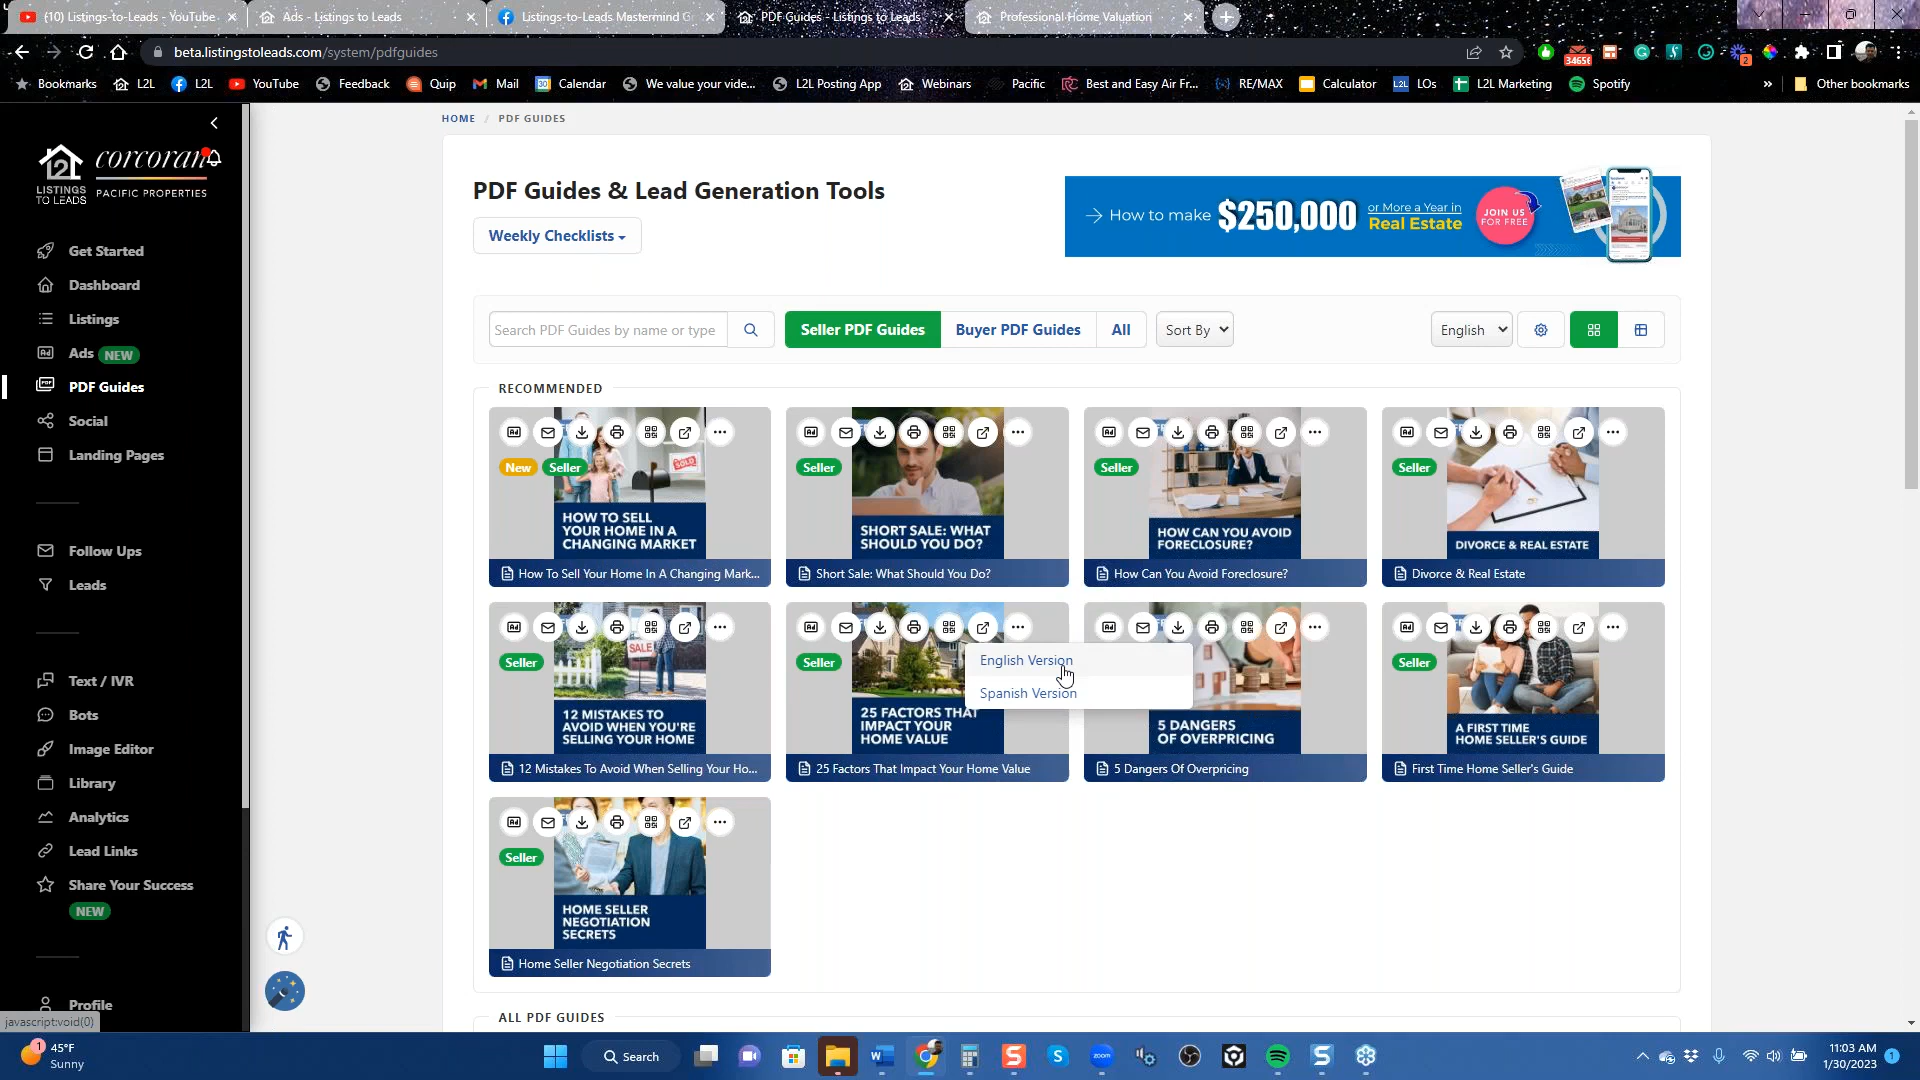 (10) Listings-to-Leads - YouTube
Ads - Listings to Leads
Listings-to-Leads Mastermind G
PDF Guides - Listings to Leads
Professional Home Valuation
beta.listingstoleads.com/system/pdfguides
Bookmarks
L2L
L2L
YouTube
Feedback
Quip
Mail
Calendar
We value your vide...
L2L Posting App
Webinars
Pacific
Best and Easy Air Fr...
RE/MAX
Calculator
LOs
L2L Marketing
Spotify
»
Other bookmarks
LISTINGS TO LEADS
corcoran
PACIFIC PROPERTIES
Get Started
Dashboard
Listings
Ads NEW
PDF Guides
Social
Landing Pages
Follow Ups
Leads
Text / IVR
Bots
Image Editor
Library
Analytics
Lead Links
Share Your Success
NEW
Profile
javascript:void(0)
HOME / PDF GUIDES
PDF Guides & Lead Generation Tools
Weekly Checklists
How to make $250,000 or More a Year in Real Estate
JOIN US FOR FREE
Search PDF Guides by name or type
Seller PDF Guides
Buyer PDF Guides
All
Sort By
English
RECOMMENDED
New Seller
SOLD
HOW TO SELL
YOUR HOME IN A
CHANGING MARKET
How To Sell Your Home In A Changing Mark...
Seller
SHORT SALE: WHAT
SHOULD YOU DO?
Short Sale: What Should You Do?
Seller
HOW CAN YOU AVOID
FORECLOSURE?
How Can You Avoid Foreclosure?
Seller
DIVORCE & REAL ESTATE
Divorce & Real Estate
Seller
SALE
12 MISTAKES TO
AVOID WHEN YOU'RE
SELLING YOUR HOME
12 Mistakes To Avoid When Selling Your Ho...
Seller
25 FACTORS THAT
IMPACT YOUR
HOME VALUE
25 Factors That Impact Your Home Value
English Version
Spanish Version
5 DANGERS
OF OVERPRICING
5 Dangers Of Overpricing
Seller
A FIRST TIME
HOME SELLER'S GUIDE
First Time Home Seller's Guide
Seller
HOME SELLER
NEGOTIATION
SECRETS
Home Seller Negotiation Secrets
ALL PDF GUIDES
1
45°F
Sunny
Search
11:03 AM
1/30/2023
1